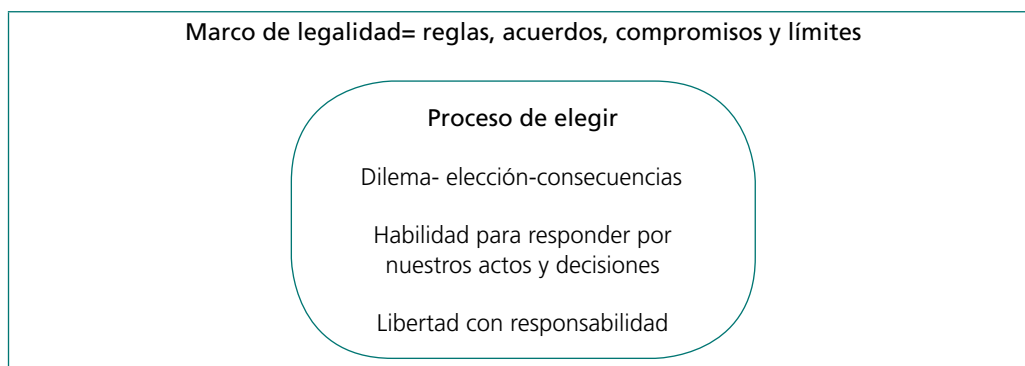 Marco de legalidad= reglas, acuerdos, compromisos y límites
Proceso de elegir
Dilema- elección-consecuencias
Habilidad para responder por
nuestros actos y decisiones
Libertad con responsabilidad